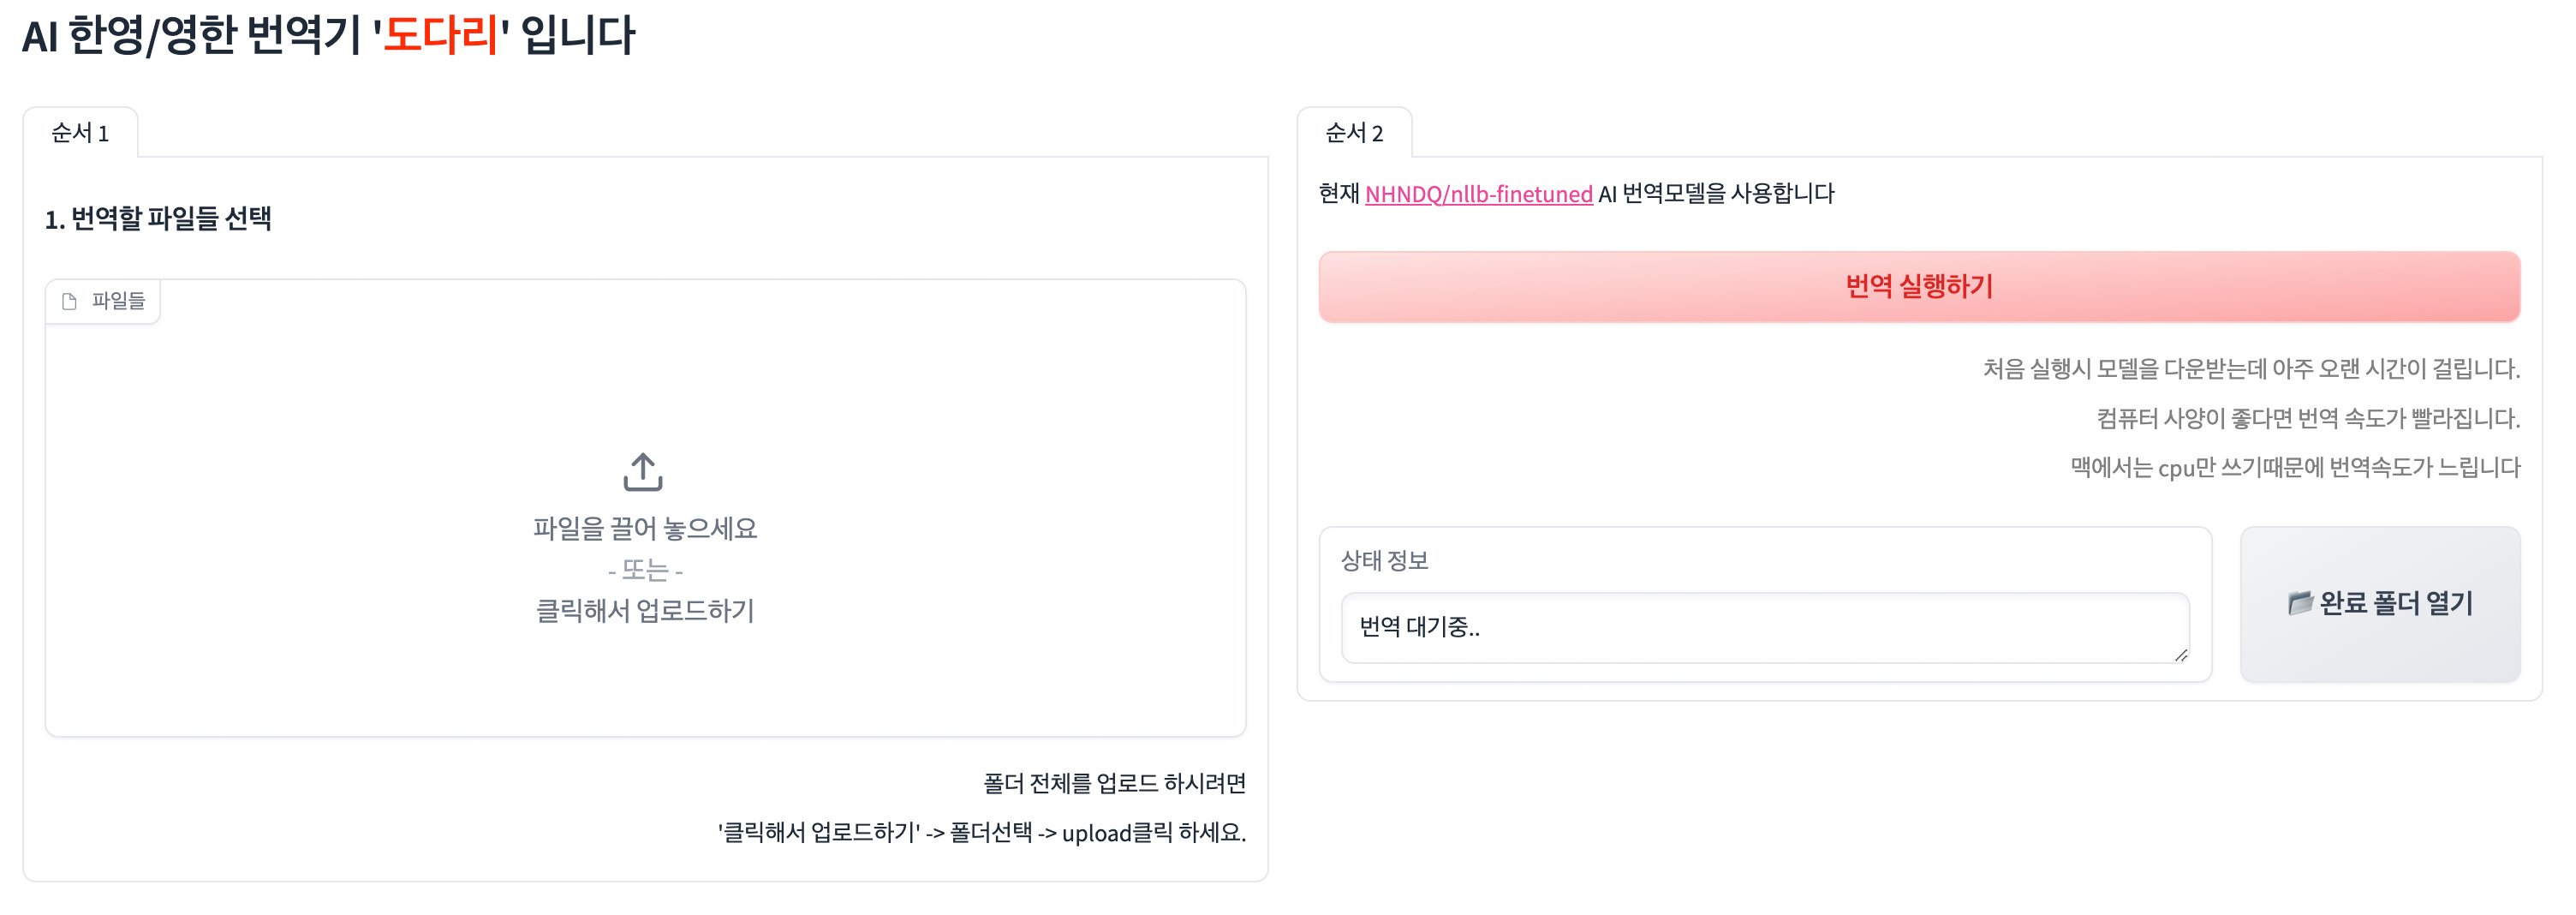 AI 한영/영한 번역기 '도다리' 입니다
순서 1
1. 번역할 파일들 선택
파일들
파일을 끌어 놓으세요
- 또는 -
클릭해서 업로드하기
폴더 전체를 업로드 하시려면
'클릭해서 업로드하기' -> 폴더선택 -> upload클릭 하세요.
순서 2
현재 NHNDQ/nllb-finetuned AI 번역모델을 사용합니다
번역 실행하기
처음 실행시 모델을 다운받는데 아주 오랜 시간이 걸립니다.
컴퓨터 사양이 좋다면 번역 속도가 빨라집니다.
맥에서는 cpu만 쓰기때문에 번역속도가 느립니다
상태 정보
번역 대기중..
완료 폴더 열기